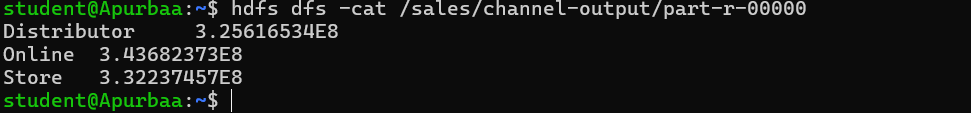 student@Apurbaa:~$ hdfs dfs -cat /sales/channel-output/part-r-00000
Distributor     3.25616534E8
Online  3.43682373E8
Store   3.32237457E8
student@Apurbaa:~$